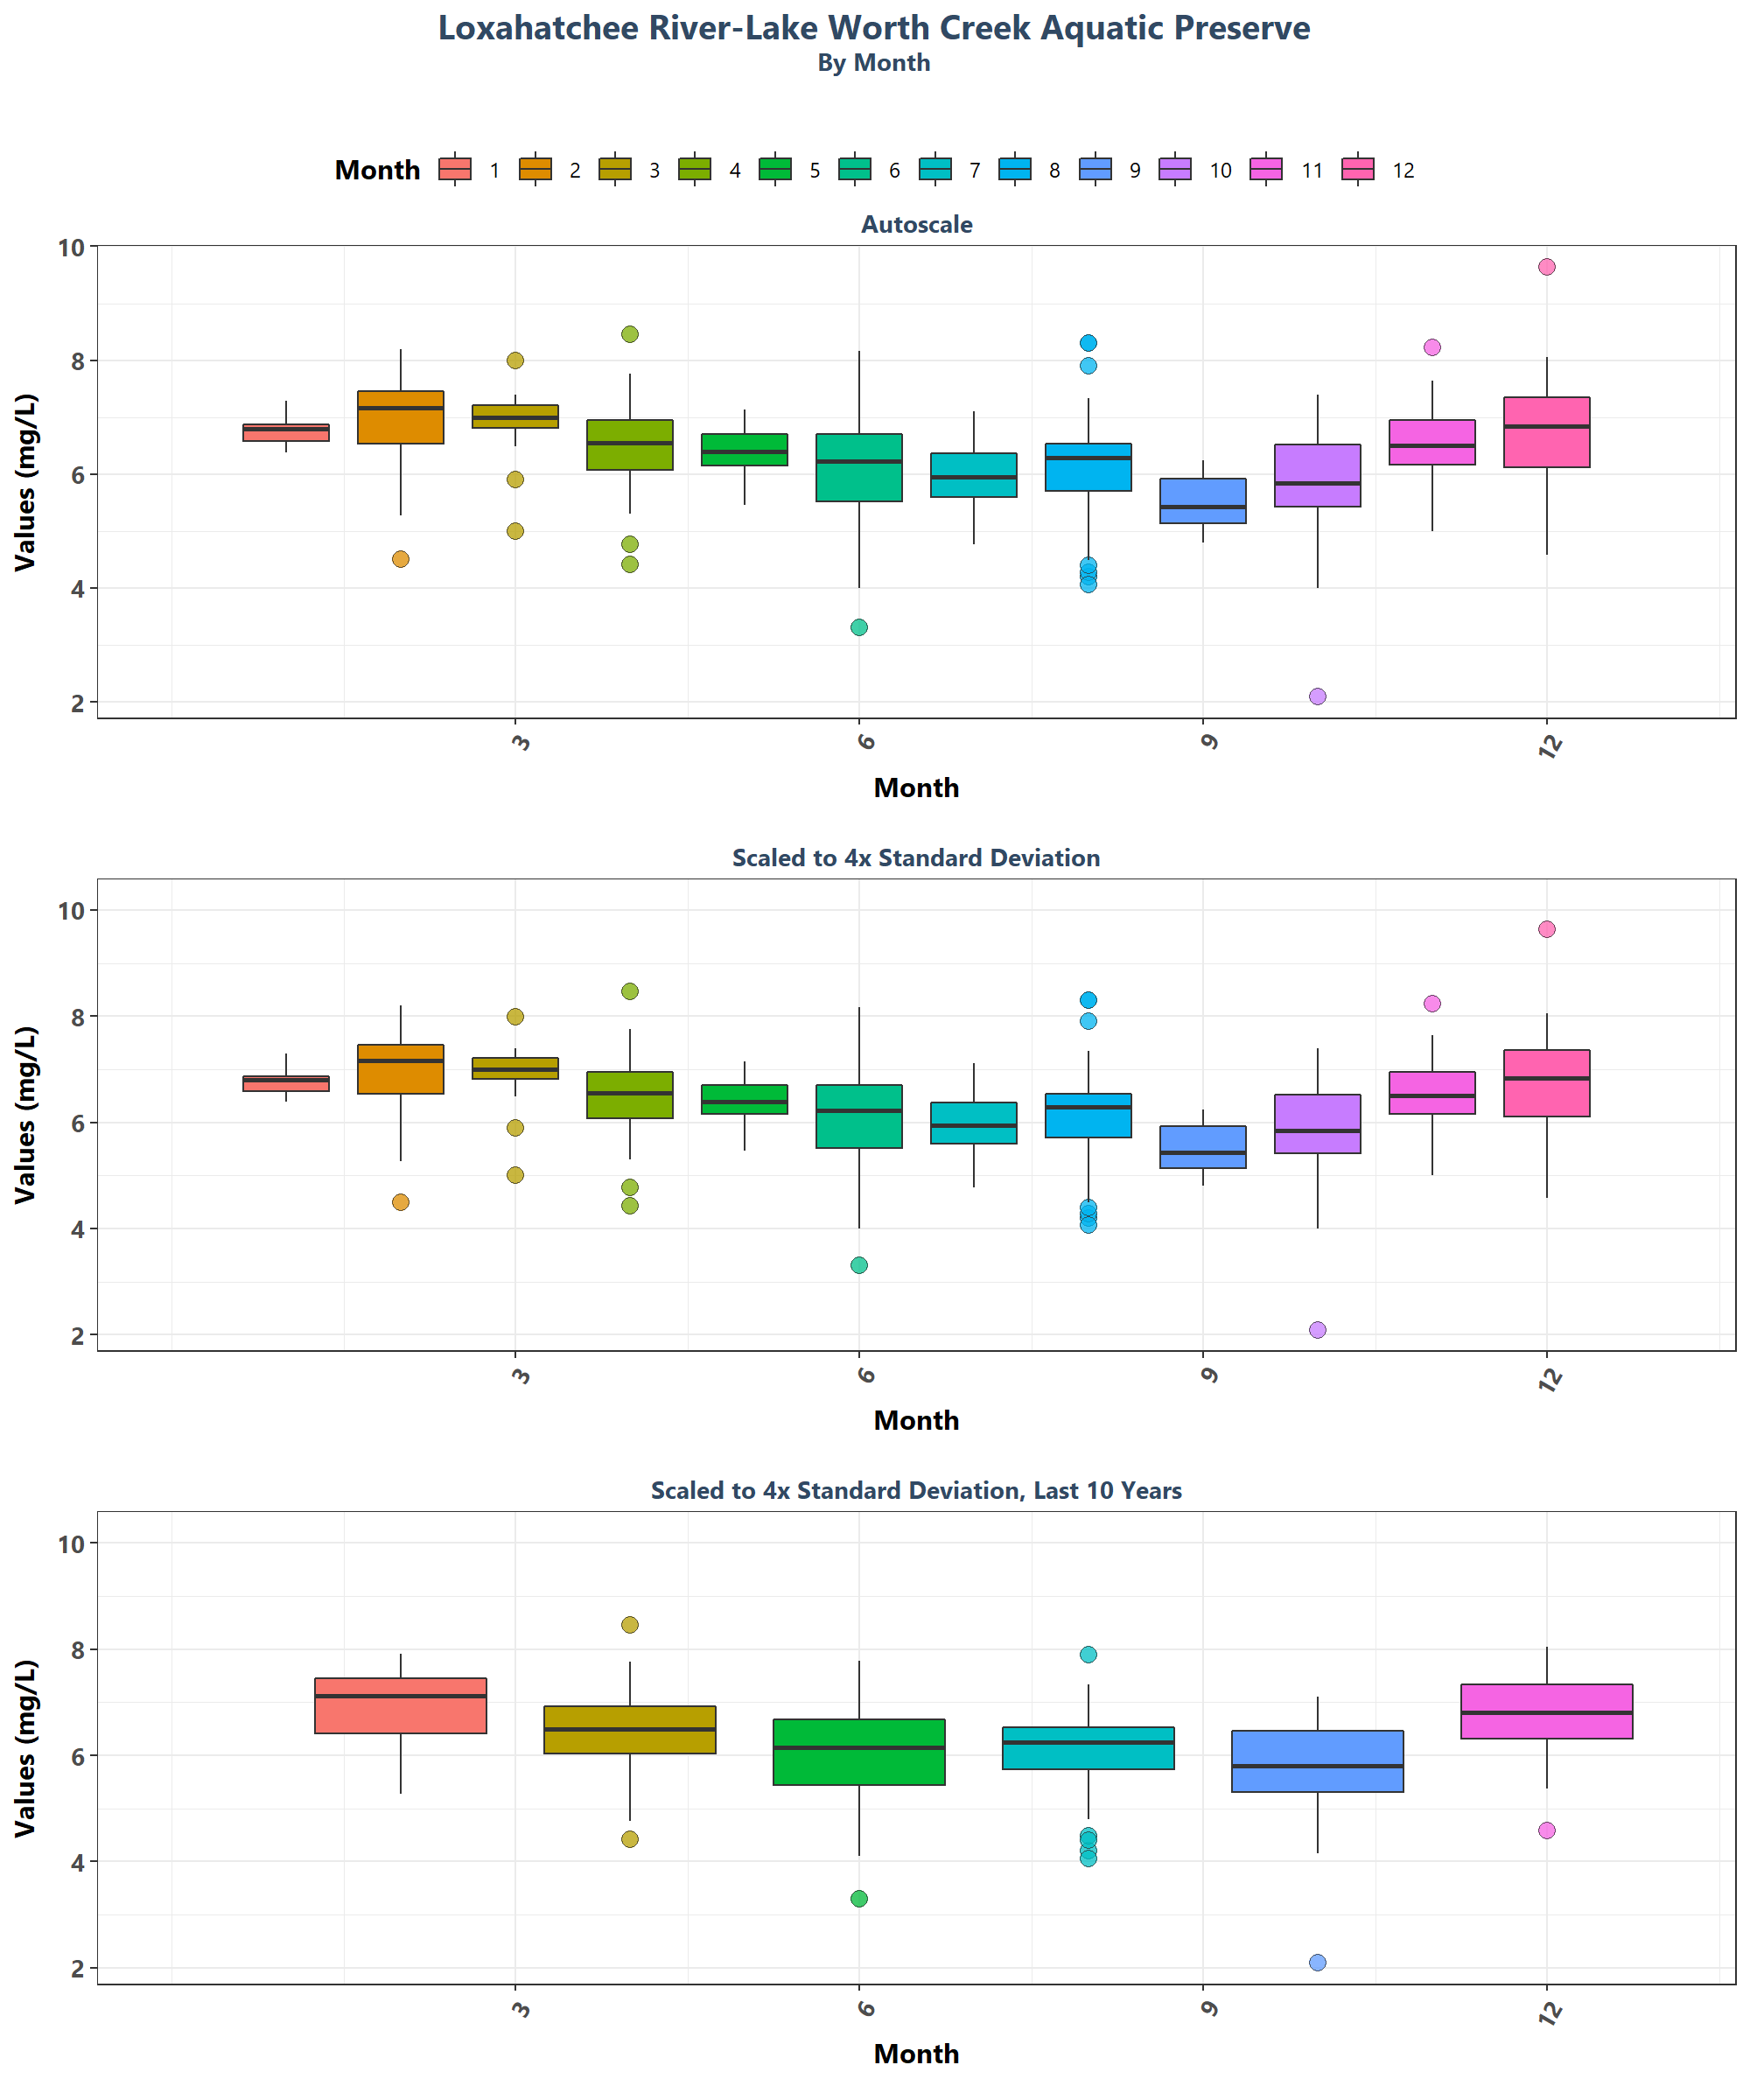 Loxahatchee River-Lake Worth Creek Aquatic Preserve
By Month
Month 1 2 3 4 5 6 7 8 9 10 11 12
Autoscale
Values (mg/L)
10
8
6
4
2
3 6 9 12
Month
Scaled to 4x Standard Deviation
Values (mg/L)
10
8
6
4
2
3 6 9 12
Month
Scaled to 4x Standard Deviation, Last 10 Years
Values (mg/L)
10
8
6
4
2
3 6 9 12
Month